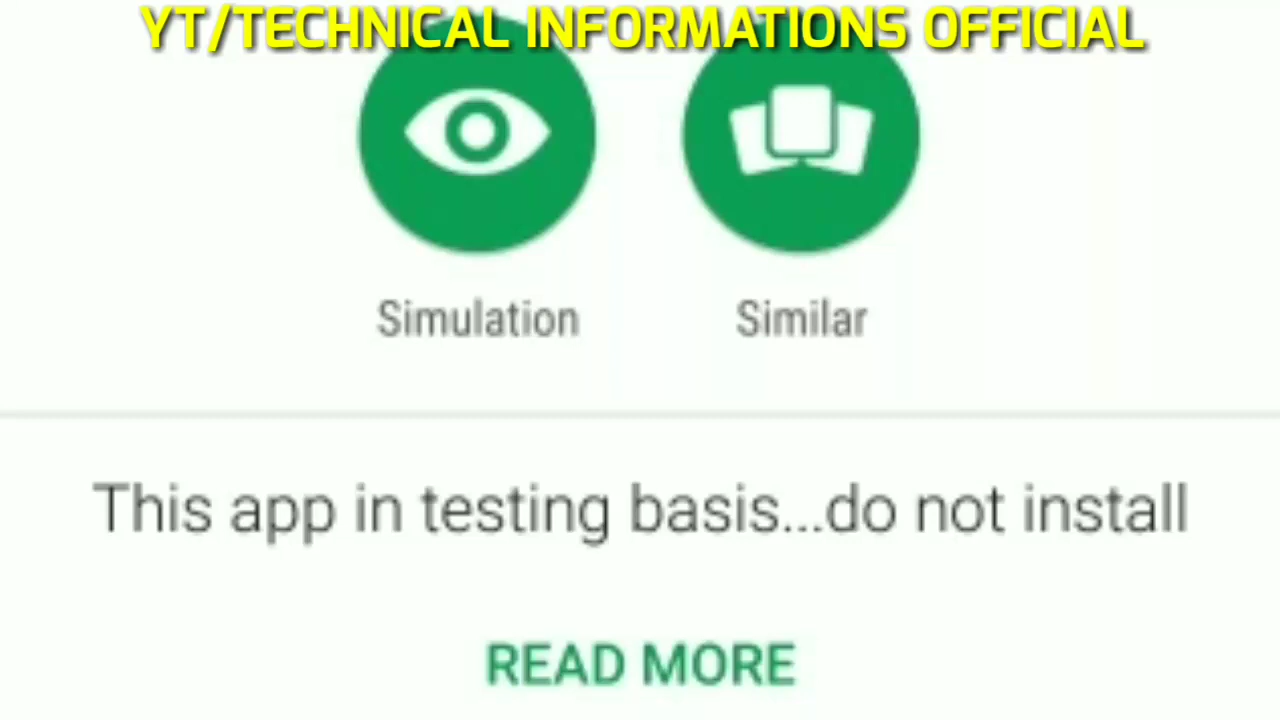 YT/TECHNICAL INFORMATIONS OFFICIAL
Simulation Similar
This app in testing basis...do not install
READ MORE